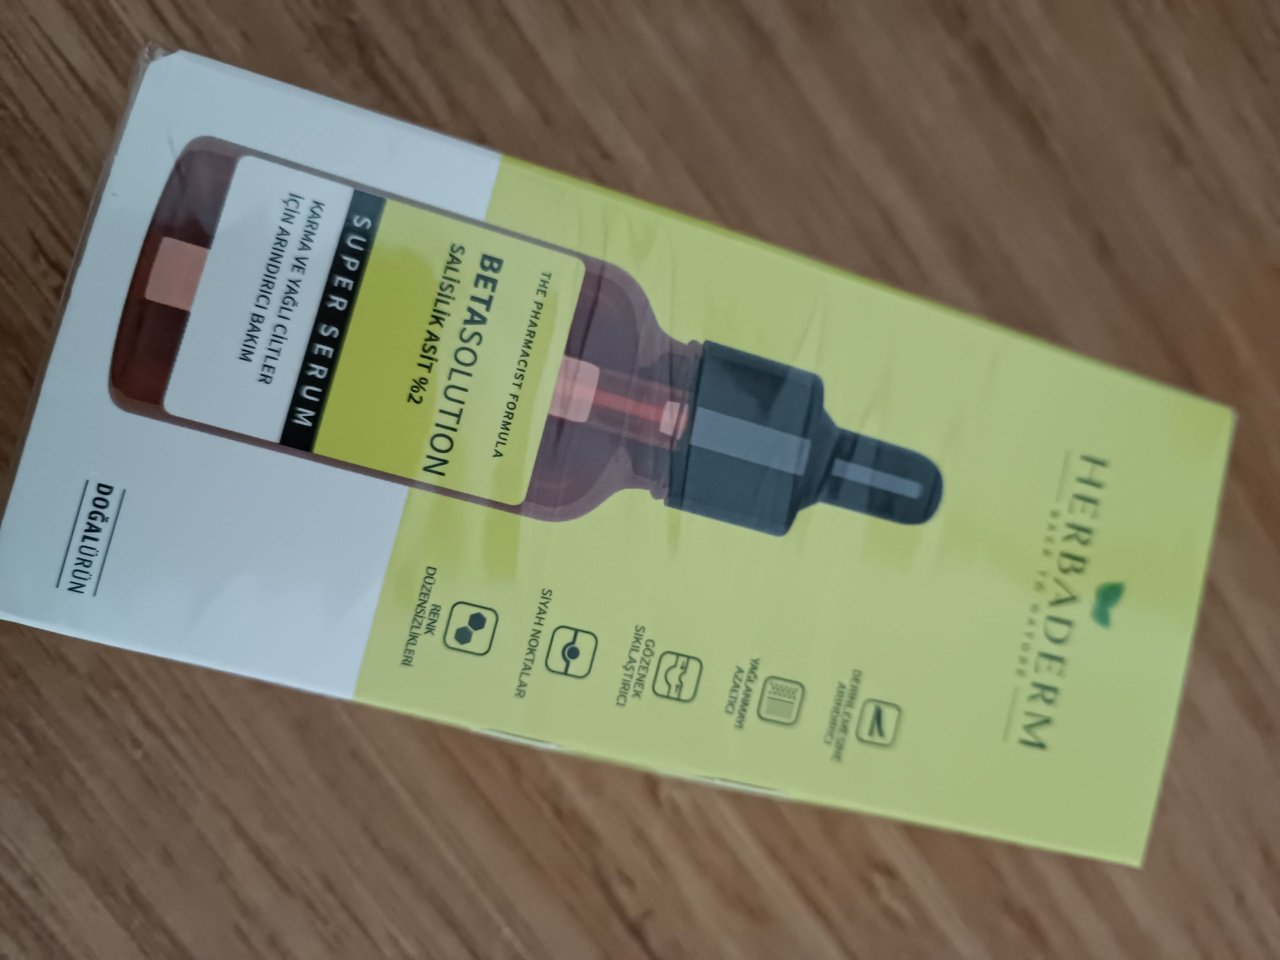 HERBADERM
BACK TO NATURE
DERİNLEMESİNE
ARINDIRICI
YAĞLANMAYI
AZALTICI
GÖZENEK
SIKILAŞTIRICI
SİYAH NOKTALAR
RENK
DÜZENSİZLİKLERİ
THE PHARMACIST FORMULA
BETASOLUTION
SALİSİLİK ASİT %2
SUPER SERUM
KARMA VE YAĞLI CİLTLER
İÇİN ARINDIRICI BAKIM
DOĞALÜRÜN